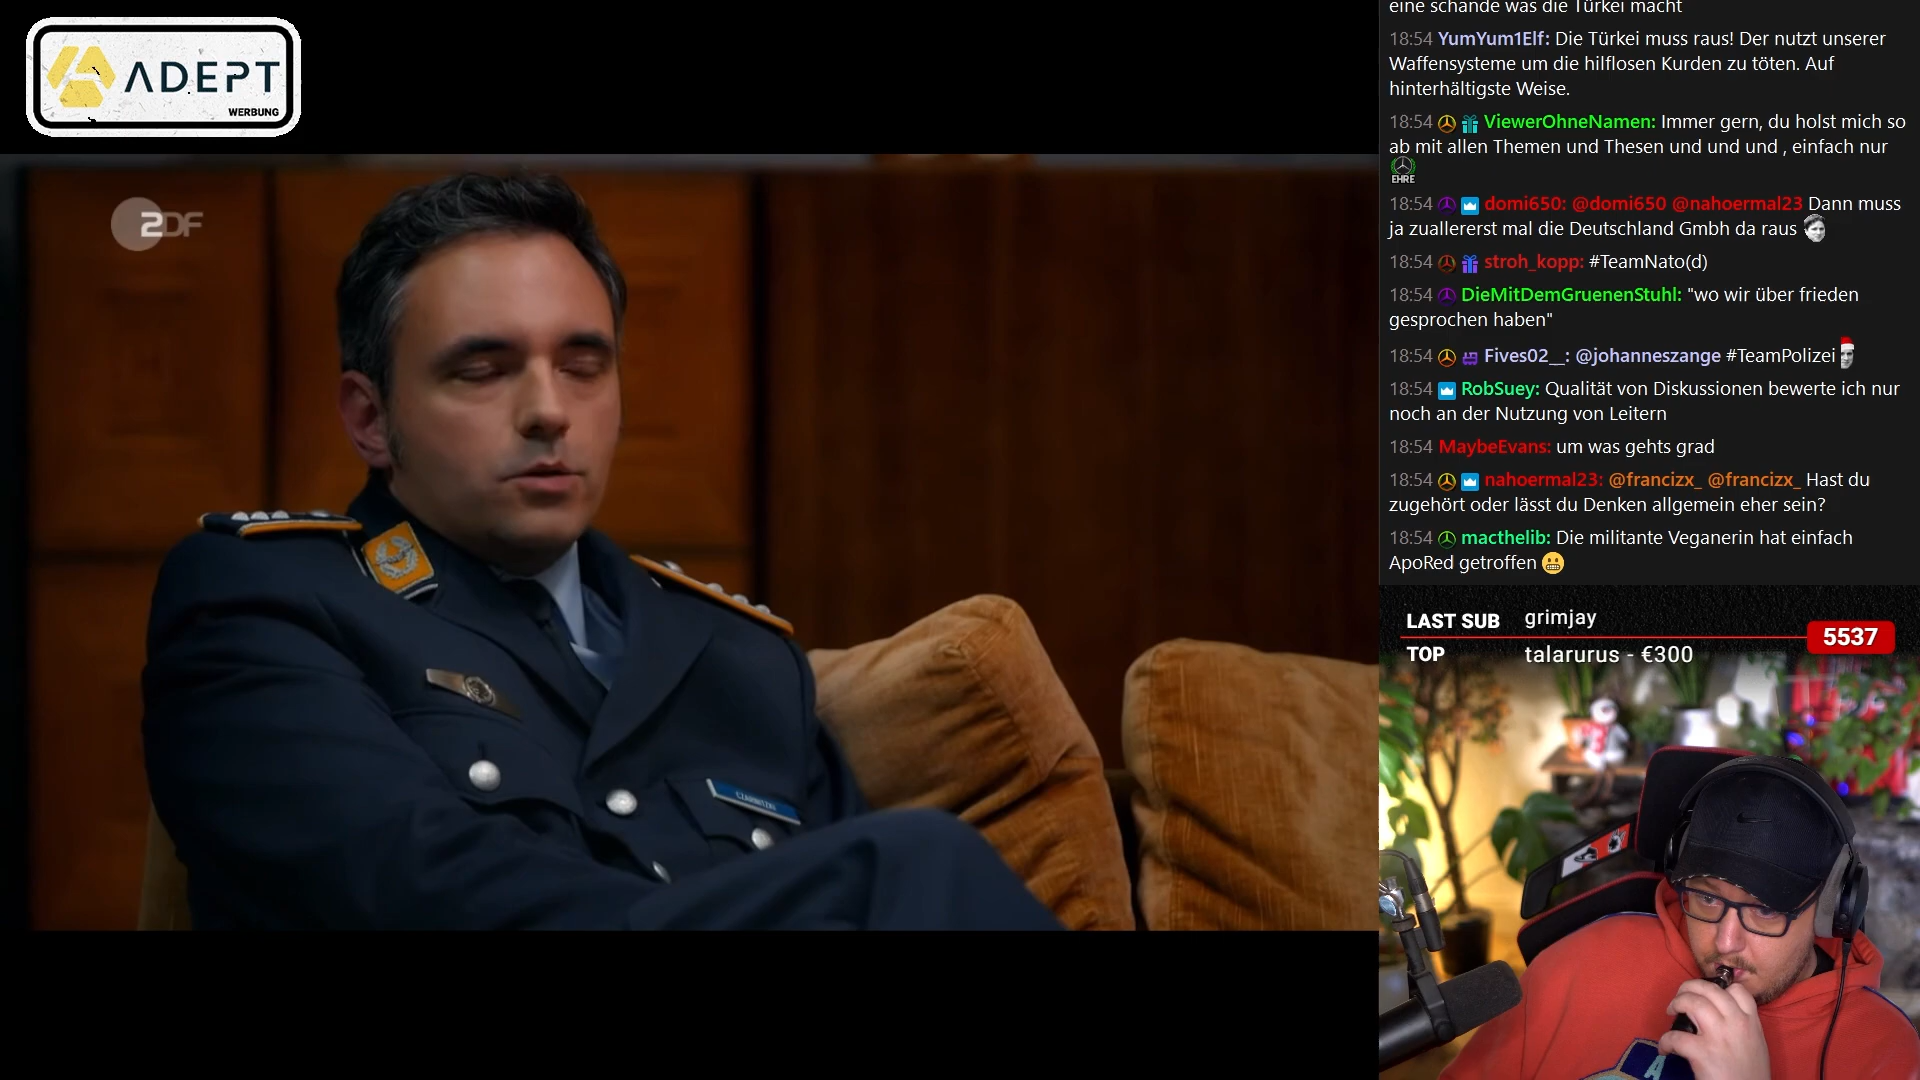 ADEPT
WERBUNG
2DF
eine schande was die Türkei macht
18:54 YumYum1Elf: Die Türkei muss raus! Der nutzt unserer
Waffensysteme um die hilflosen Kurden zu töten. Auf
hinterhältigste Weise.
18:54 ViewerOhneNamen: Immer gern, du holst mich so
ab mit allen Themen und Thesen und und und , einfach nur
EHRE
18:54 domi650: @domi650 @nahoermal23 Dann muss
ja zuallererst mal die Deutschland Gmbh da raus
18:54 stroh_kopp: #TeamNato(d)
18:54 DieMitDemGruenenStuhl: "wo wir über frieden
gesprochen haben"
18:54 Fives02__: @johanneszange #TeamPolizei
18:54 RobSuey: Qualität von Diskussionen bewerte ich nur
noch an der Nutzung von Leitern
18:54 MaybeEvans: um was gehts grad
18:54 nahoermal23: @francizx_ @francizx_ Hast du
zugehört oder lässt du Denken allgemein eher sein?
18:54 macthelib: Die militante Veganerin hat einfach
ApoRed getroffen 😬
LAST SUB grimjay
5537
TOP talarurus - €300